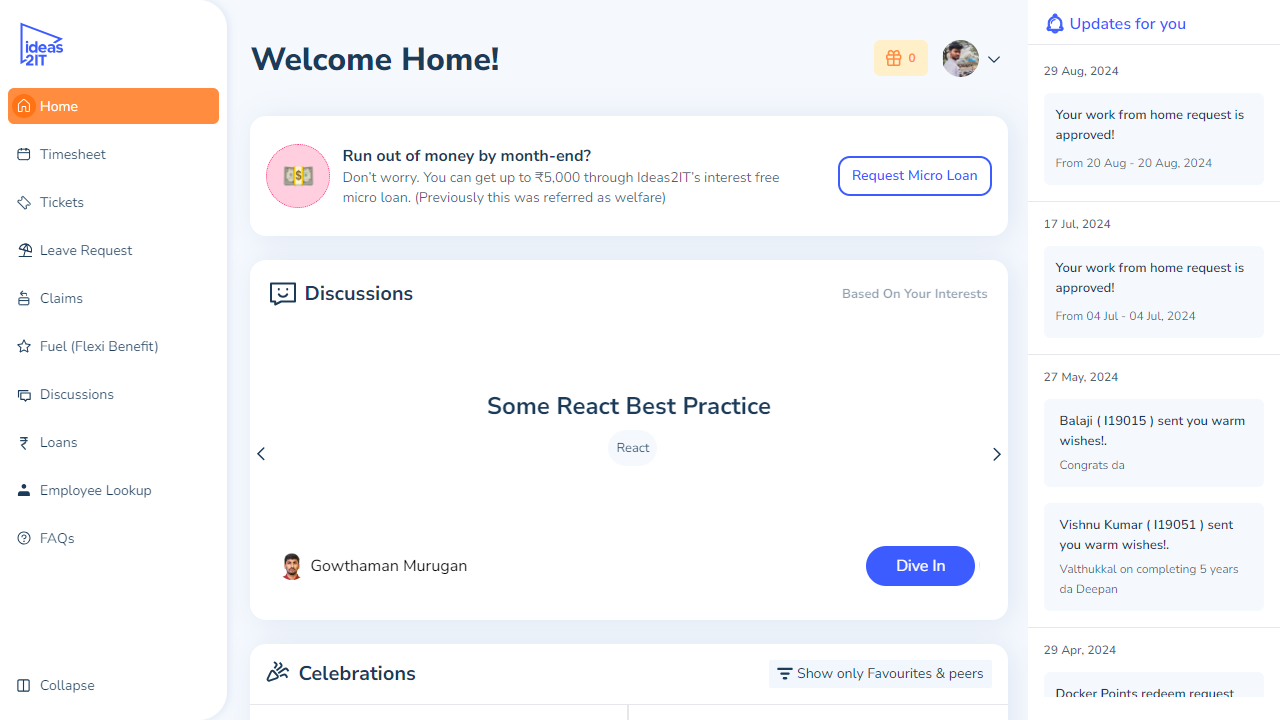 ideas
2IT
Home
Timesheet
Tickets
Leave Request
Claims
Fuel (Flexi Benefit)
Discussions
Loans
Employee Lookup
FAQs
Collapse
Welcome Home!
0
Run out of money by month-end?
Don't worry. You can get up to ₹5,000 through Ideas2IT's interest free
micro loan. (Previously this was referred as welfare)
Request Micro Loan
Discussions
Based On Your Interests
Some React Best Practice
React
Gowthaman Murugan
Dive In
Celebrations
Show only Favourites & peers
Updates for you
29 Aug, 2024
Your work from home request is
approved!
From 20 Aug - 20 Aug, 2024
17 Jul, 2024
Your work from home request is
approved!
From 04 Jul - 04 Jul, 2024
27 May, 2024
Balaji ( I19015 ) sent you warm
wishes!.
Congrats da
Vishnu Kumar ( I19051 ) sent
you warm wishes!.
Valthukkal on completing 5 years
da Deepan
29 Apr, 2024
Docker Points redeem request